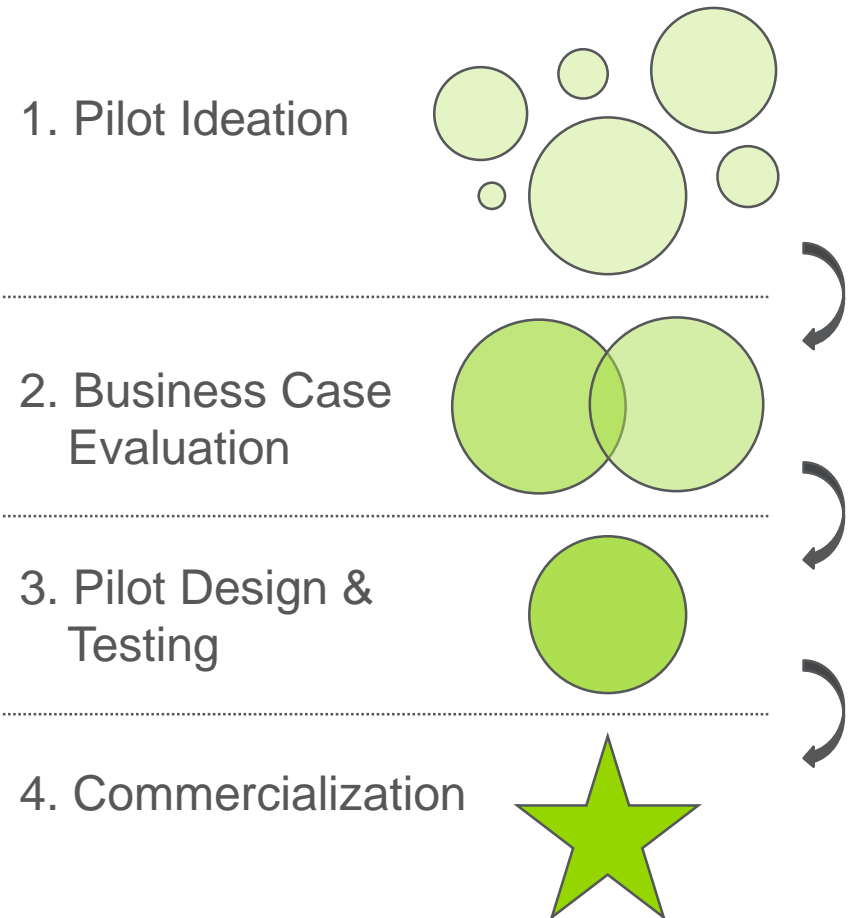 1. Pilot Ideation
2. Business Case
Evaluation
3. Pilot Design &
Testing
4. Commercialization